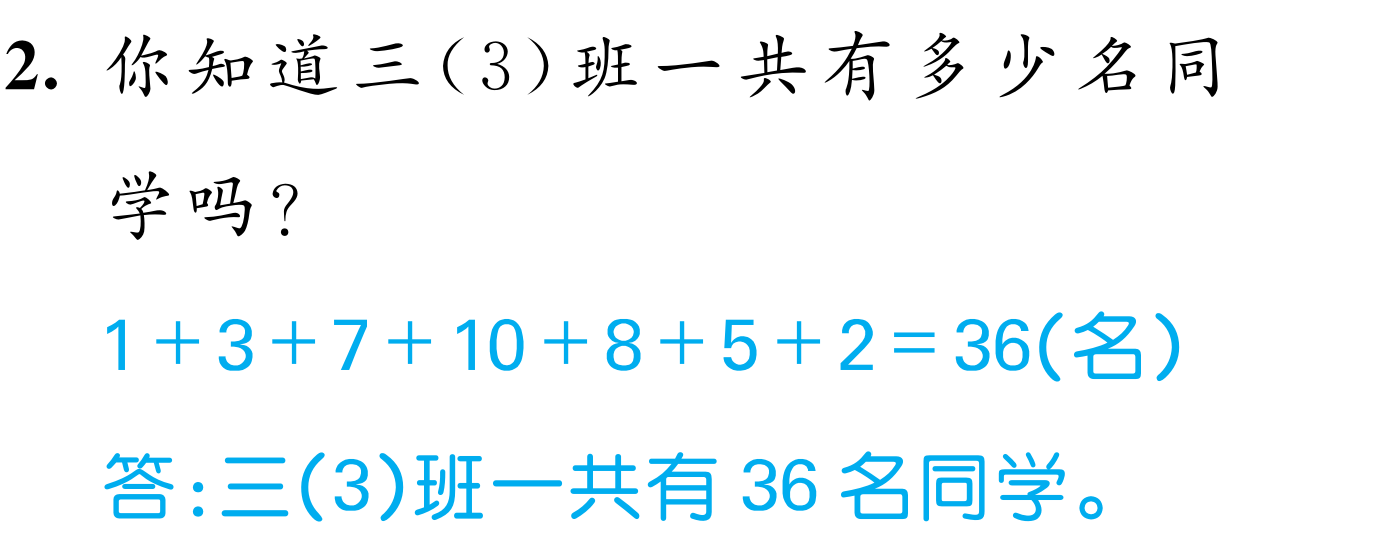 2. 你知道三(3)班一共有多少名同
学吗?
1+3+7+10+8+5+2=36(名)
答:三(3)班一共有 36 名同学。